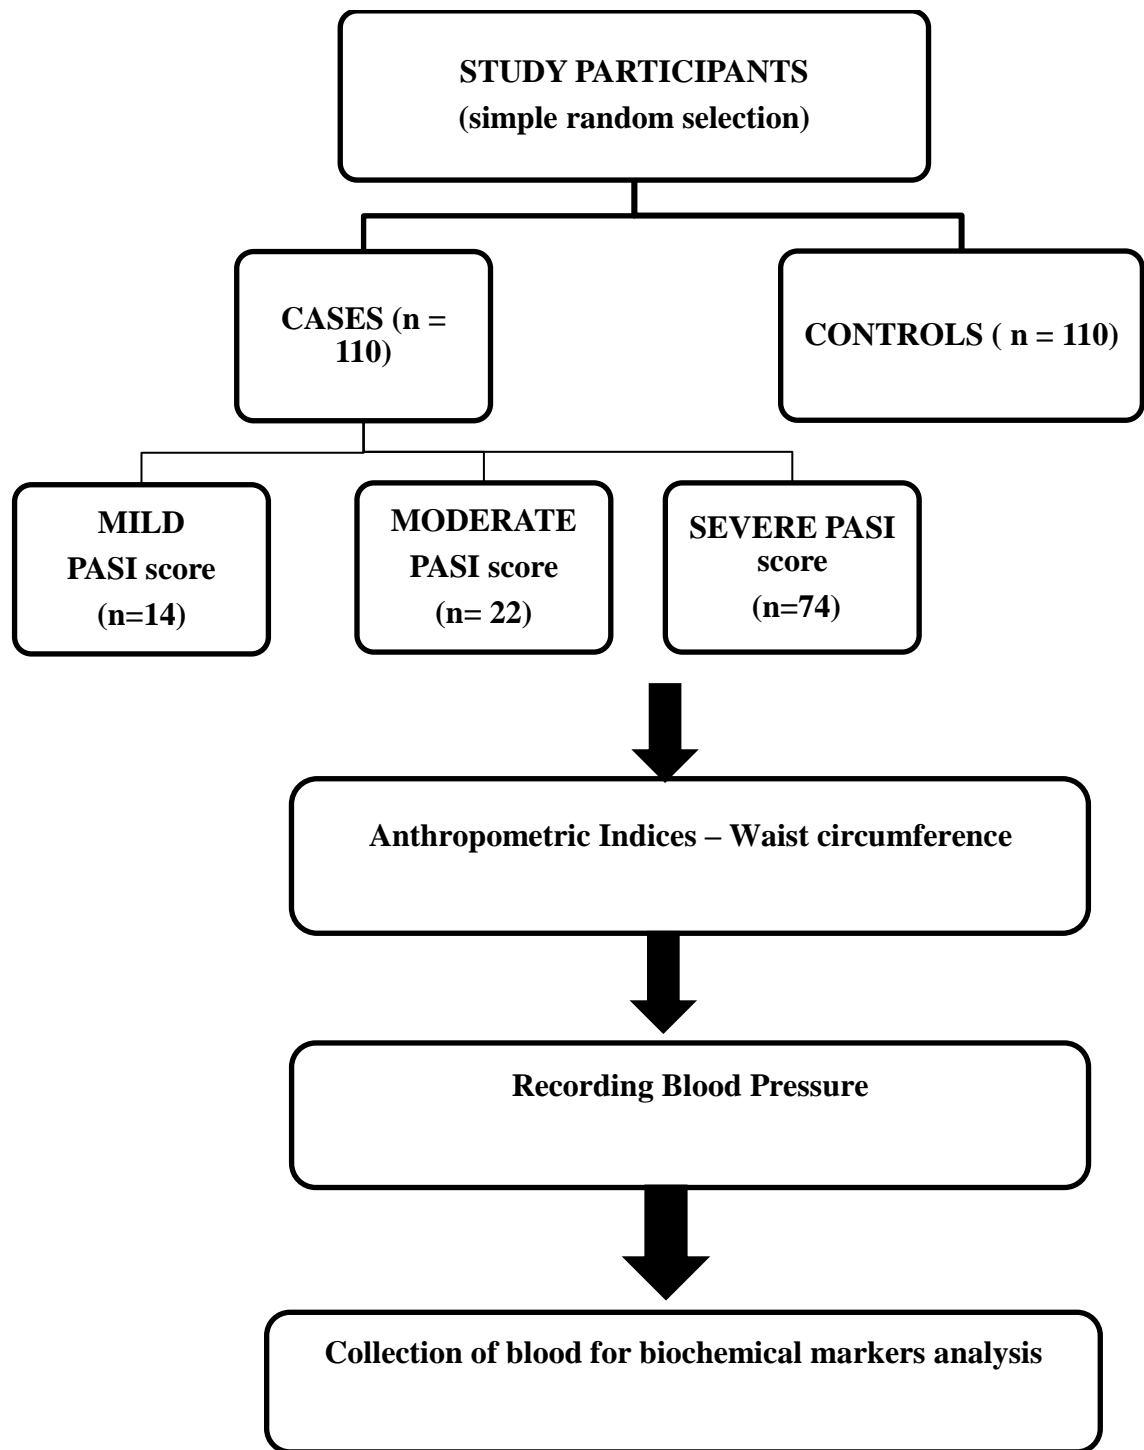 STUDY PARTICIPANTS
(simple random selection)
CASES (n =
110)
CONTROLS ( n = 110)
MILD
PASI score
(n=14)
MODERATE
PASI score
(n= 22)
SEVERE PASI
score
(n=74)
Anthropometric Indices – Waist circumference
Recording Blood Pressure
Collection of blood for biochemical markers analysis